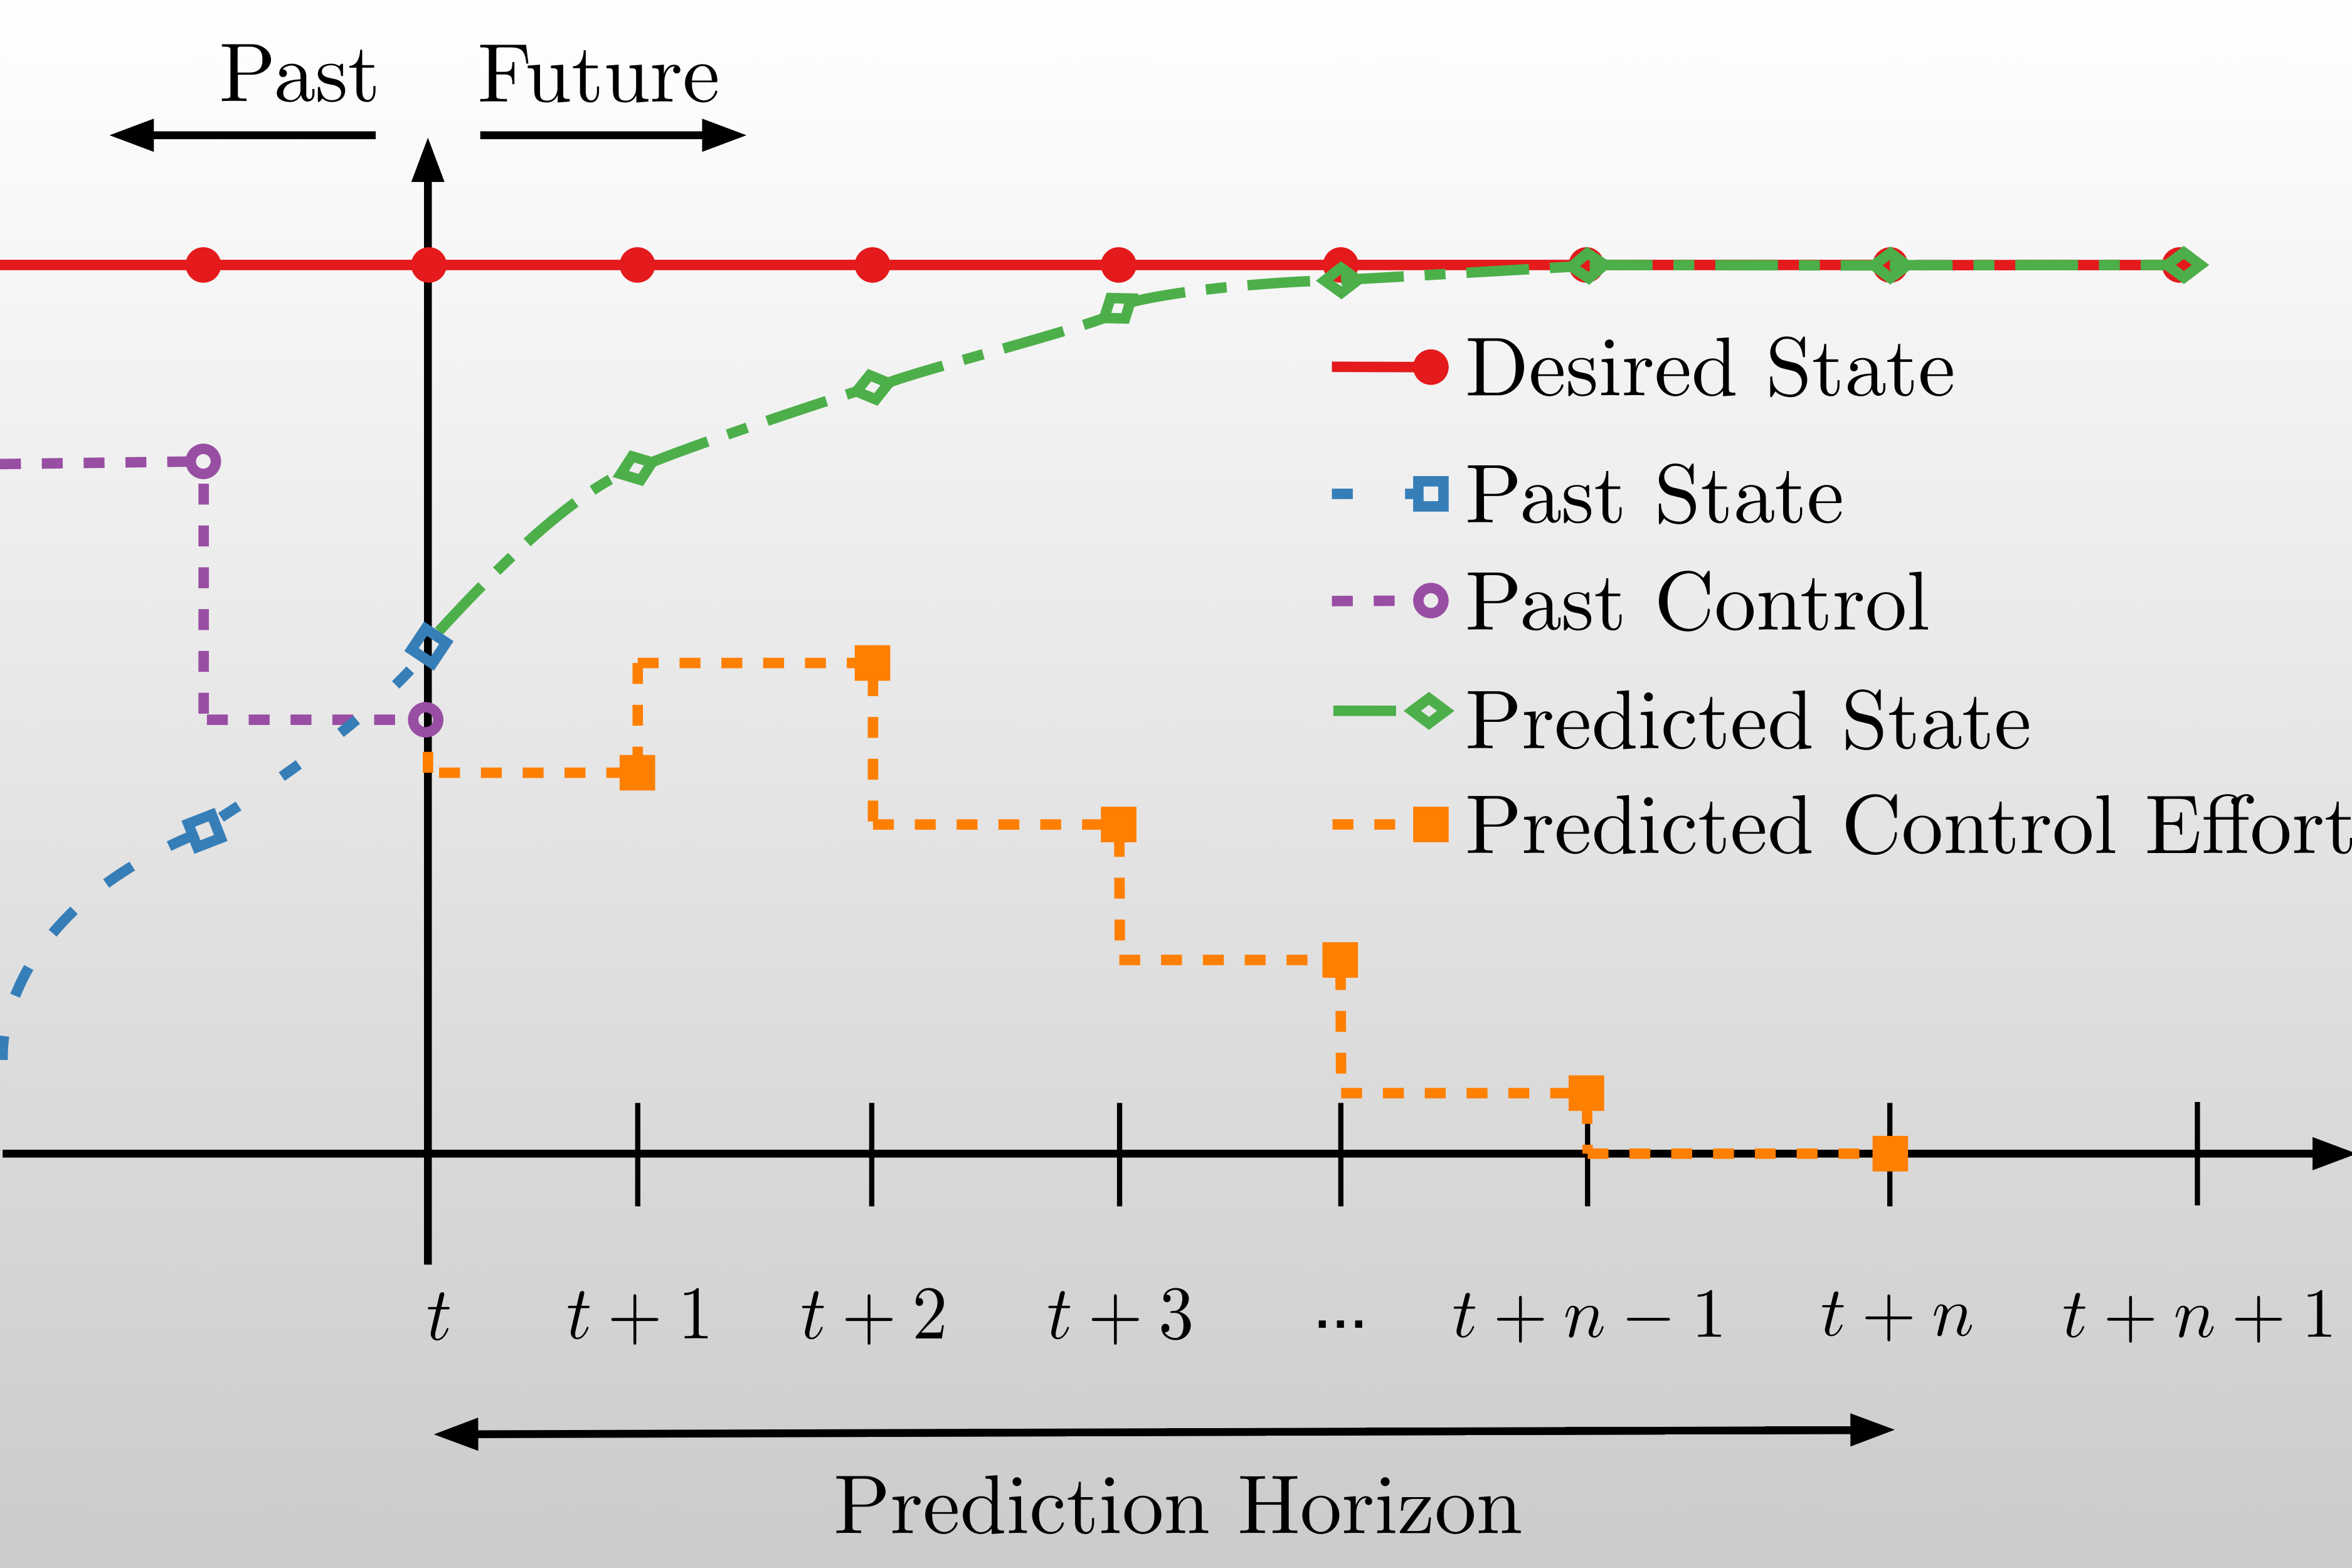 Past Future
Desired State
Past State
Past Control
Predicted State
Predicted Control Effort
t t + 1 t + 2 t + 3 ... t + n − 1 t + n t + n + 1
Prediction Horizon